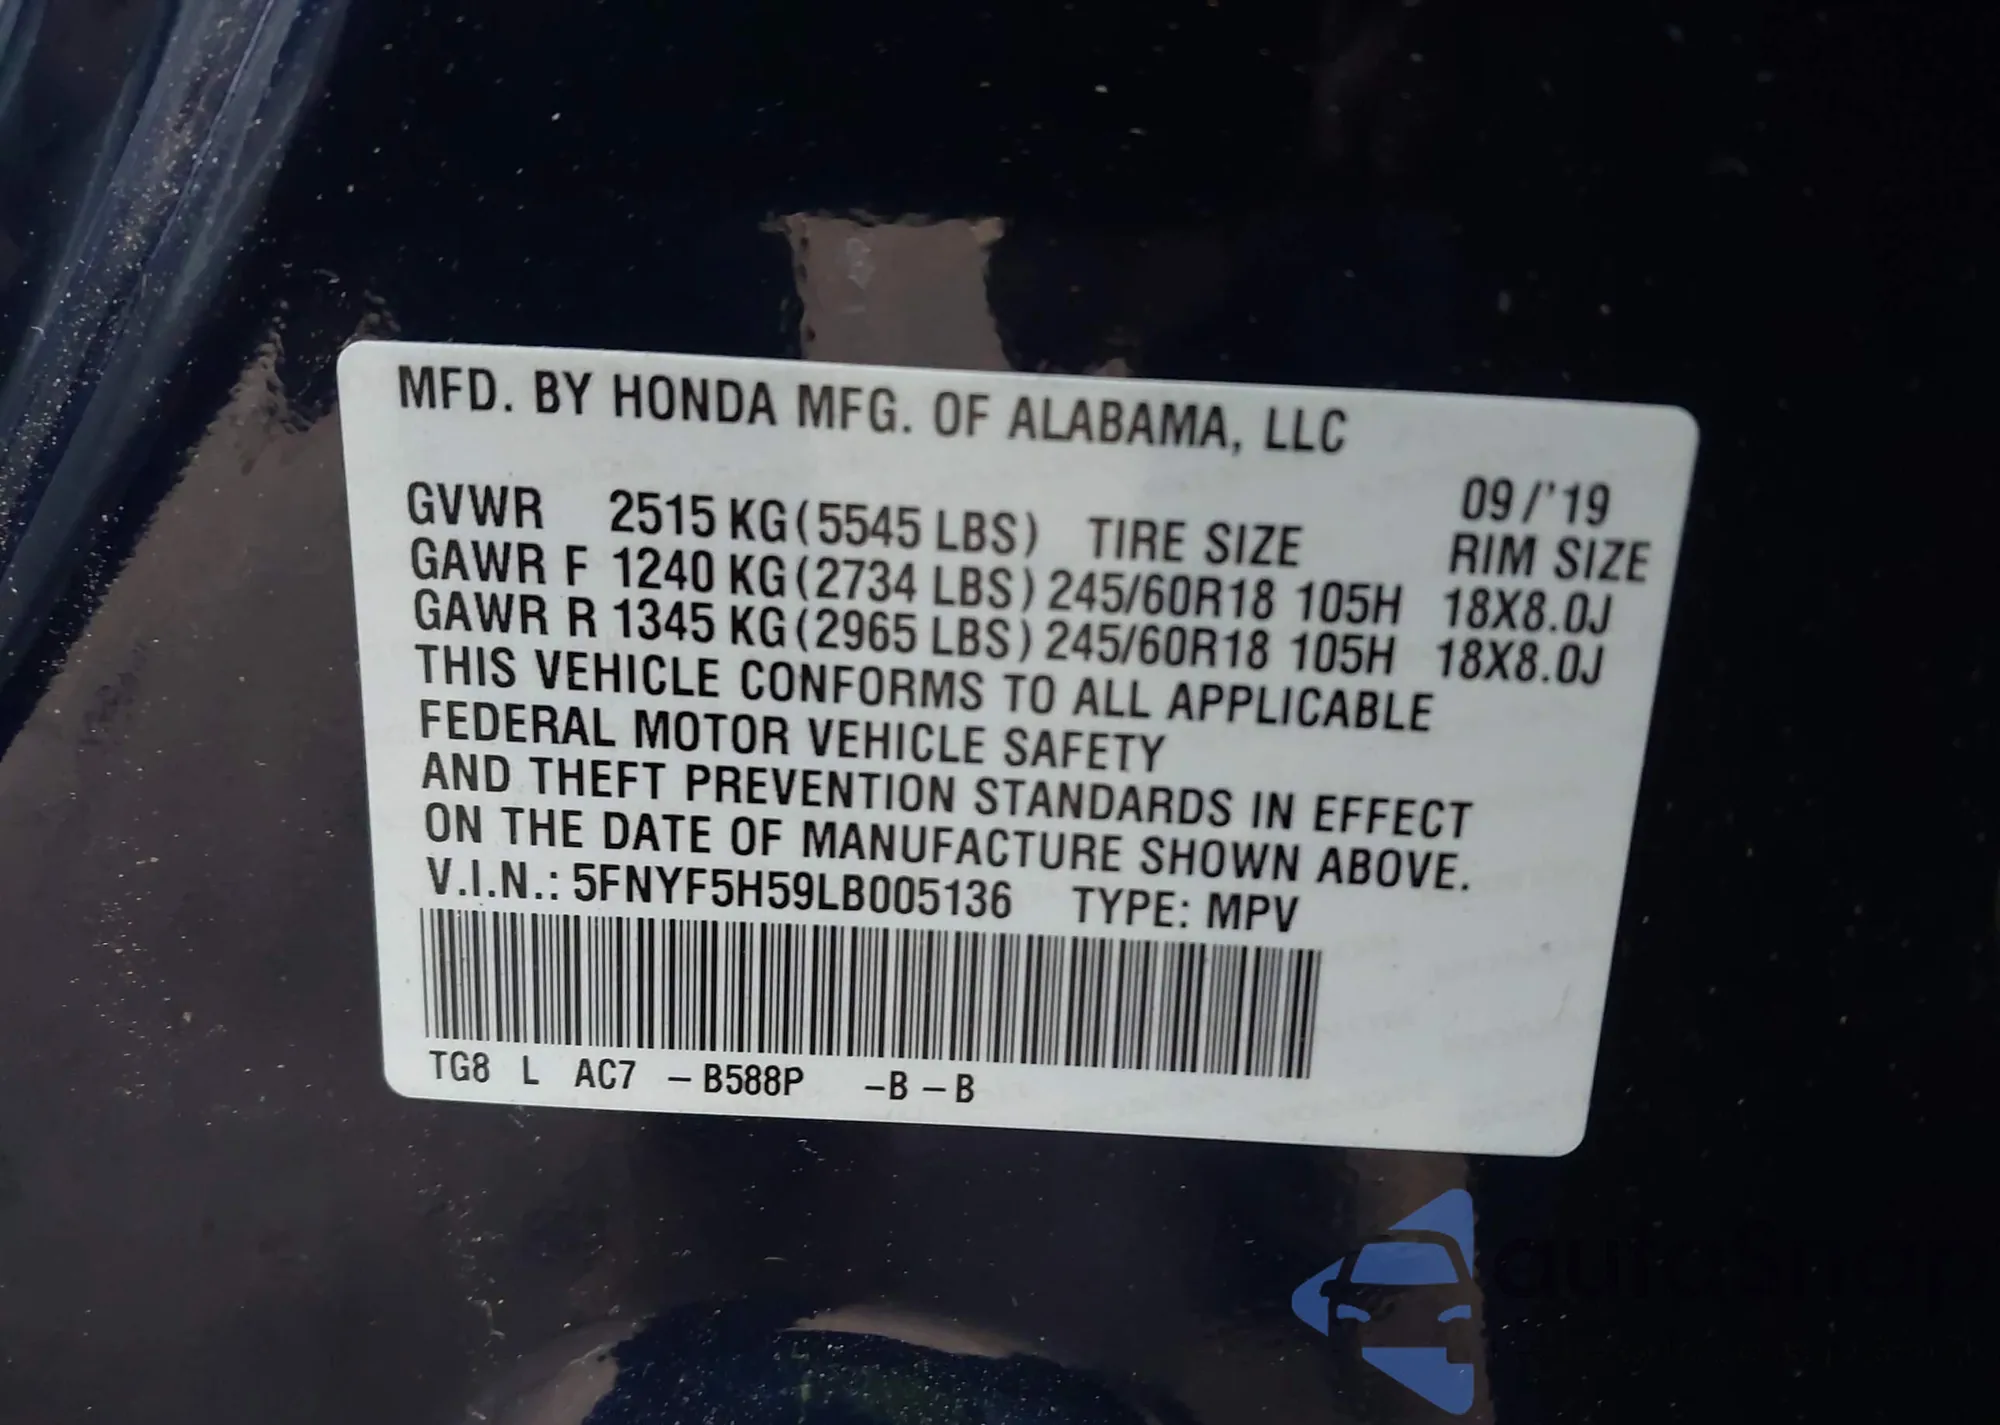 MFD. BY HONDA MFG. OF ALABAMA, LLC
09/'19
GVWR 2515 KG(5545 LBS) TIRE SIZE RIM SIZE
GAWR F 1240 KG(2734 LBS) 245/60R18 105H 18X8.0J
GAWR R 1345 KG(2965 LBS) 245/60R18 105H 18X8.0J
THIS VEHICLE CONFORMS TO ALL APPLICABLE
FEDERAL MOTOR VEHICLE SAFETY
AND THEFT PREVENTION STANDARDS IN EFFECT
ON THE DATE OF MANUFACTURE SHOWN ABOVE.
V.I.N.: 5FNYF5H59LB005136 TYPE: MPV
TG8 L AC7 – B588P –B – B